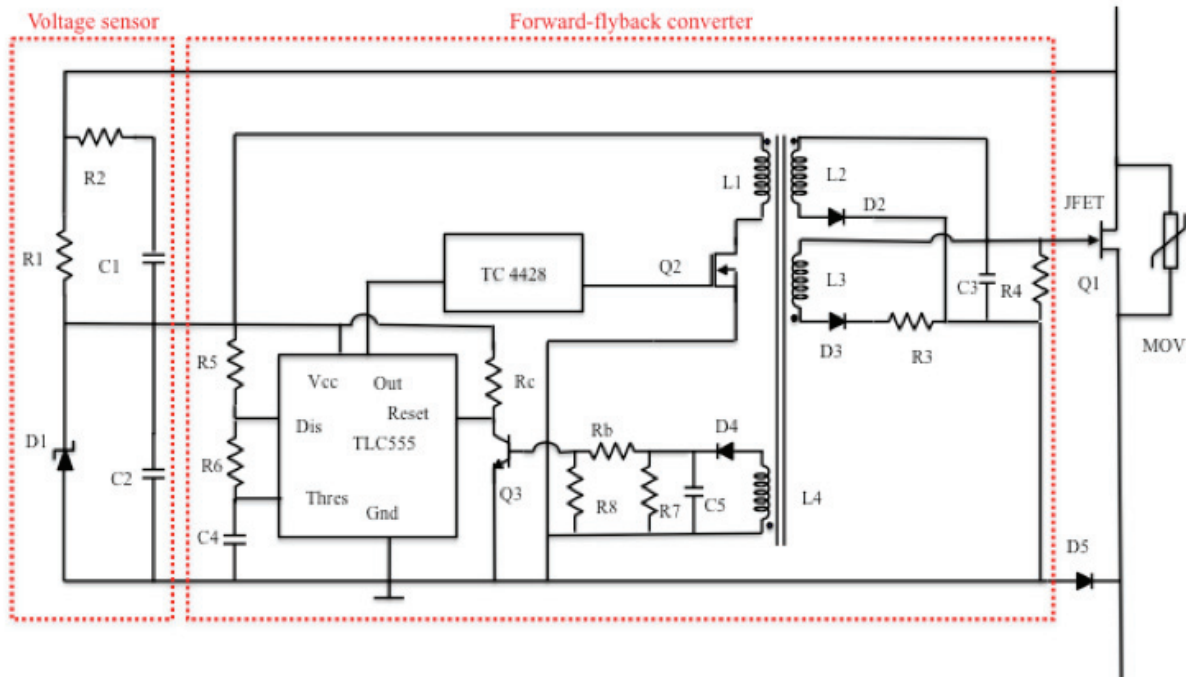 Voltage sensor
Forward-flyback converter
R2
R1
C1
L1
L2
D2
JFET
TC 4428
Q2
L3
C3
R4
Q1
R5
D3
R3
MOV
Vcc
Out
Rc
Reset
Dis
TLC555
D1
R6
Rb
D4
C2
Thres
Q3
R8
R7
C5
L4
Gnd
C4
D5